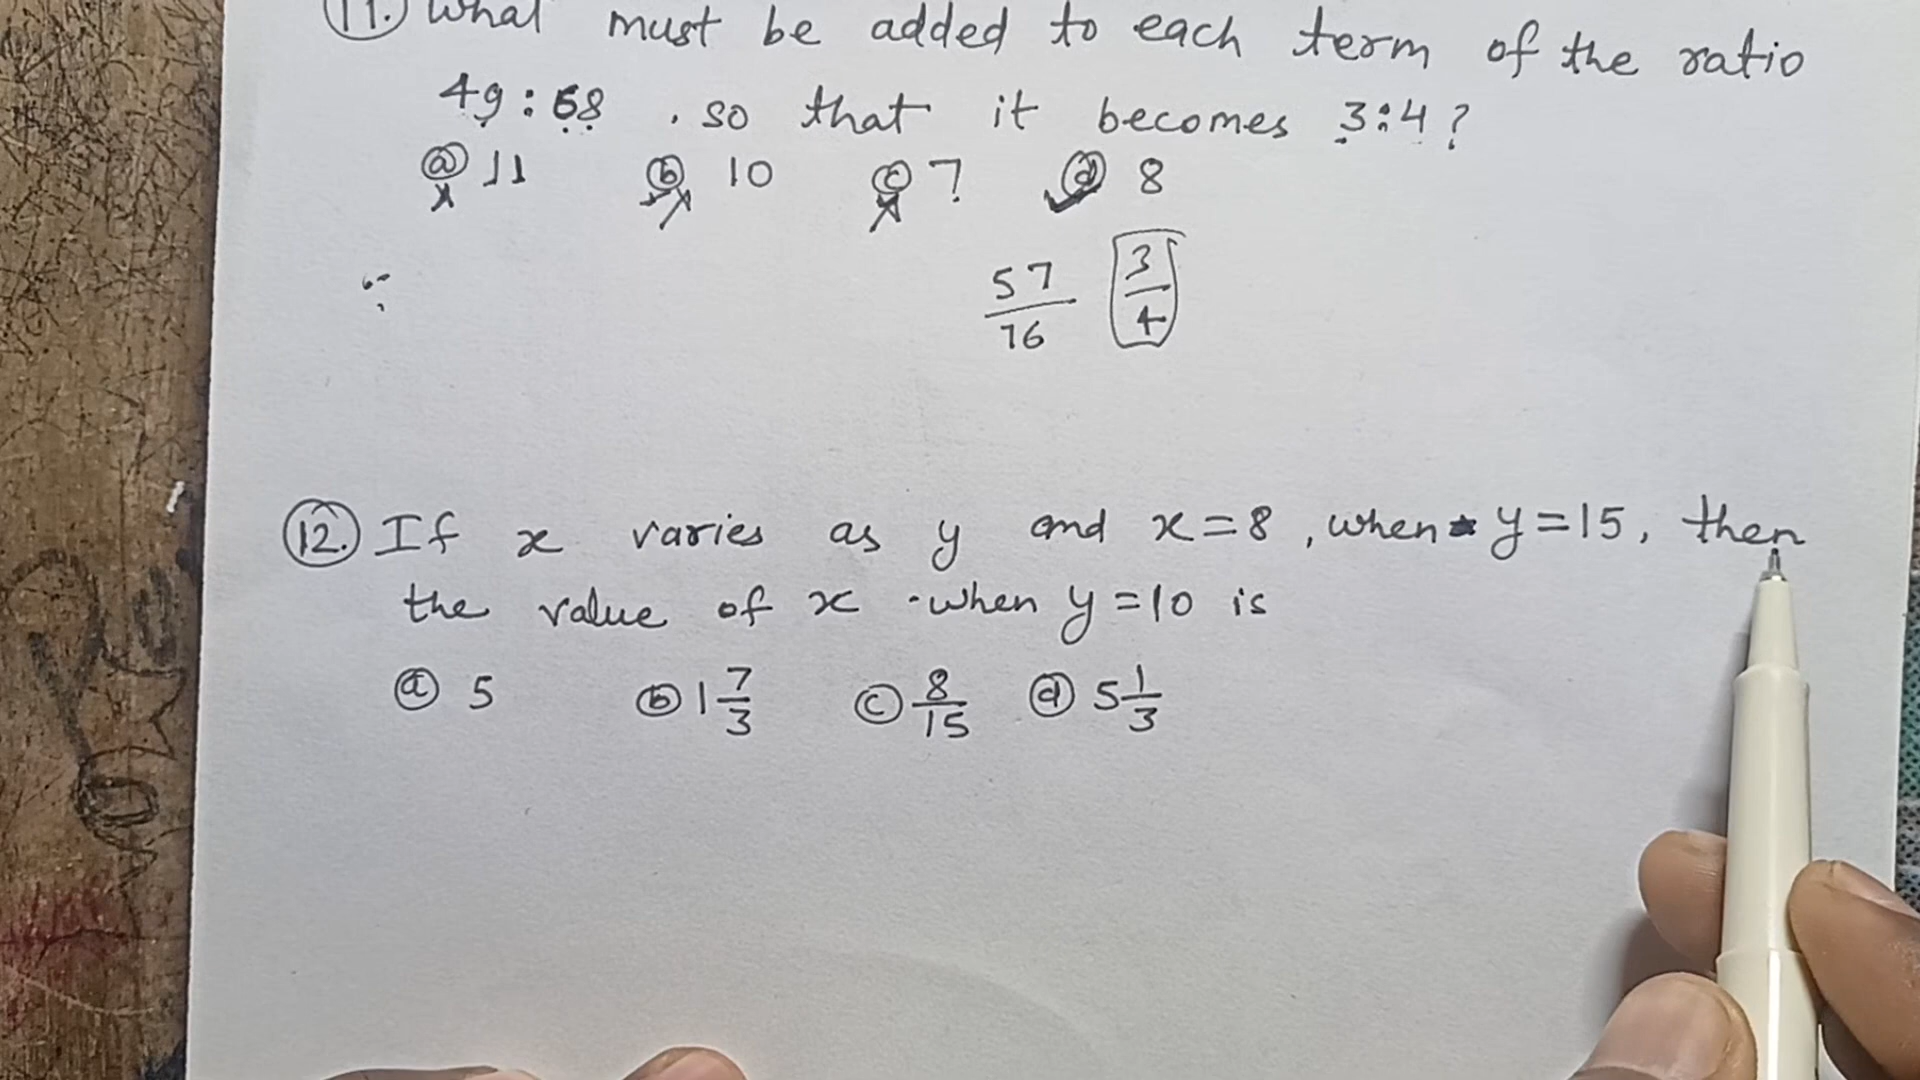 11. What must be added to each term of the ratio
49:68 . so that it becomes 3:4?
(a) 11 (b) 10 (c) 7 (d) 8
57/76 3/4
12. If x varies as y and x=8, when y=15, then
the value of x when y=10 is
(a) 5 (b) 1 7/3 (c) 8/15 (d) 5 1/3